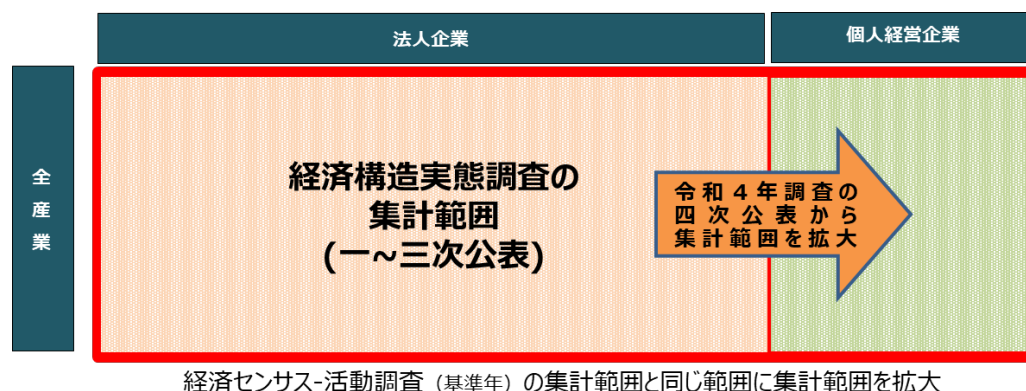 法人企業
個人経営企業
全産業
経済構造実態調査の
集計範囲
(一~三次公表)
令和４年調査の
四次公表から
集計範囲を拡大
経済センサス-活動調査（基準年）の集計範囲と同じ範囲に集計範囲を拡大